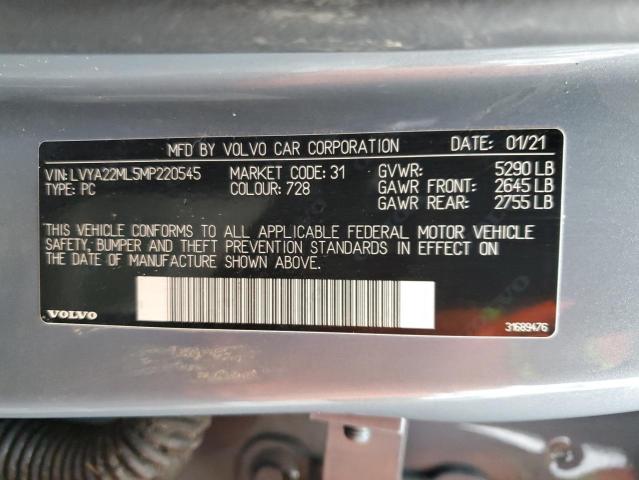 MFD BY VOLVO CAR CORPORATION DATE: 01/21
VIN: LVYA22ML5MP220545 MARKET CODE: 31 GVWR: 5290 LB
TYPE: PC COLOUR: 728 GAWR FRONT: 2645 LB
GAWR REAR: 2755 LB
THIS VEHICLE CONFORMS TO ALL APPLICABLE FEDERAL MOTOR VEHICLE
SAFETY, BUMPER AND THEFT PREVENTION STANDARDS IN EFFECT ON
THE DATE OF MANUFACTURE SHOWN ABOVE.
VOLVO 31689476